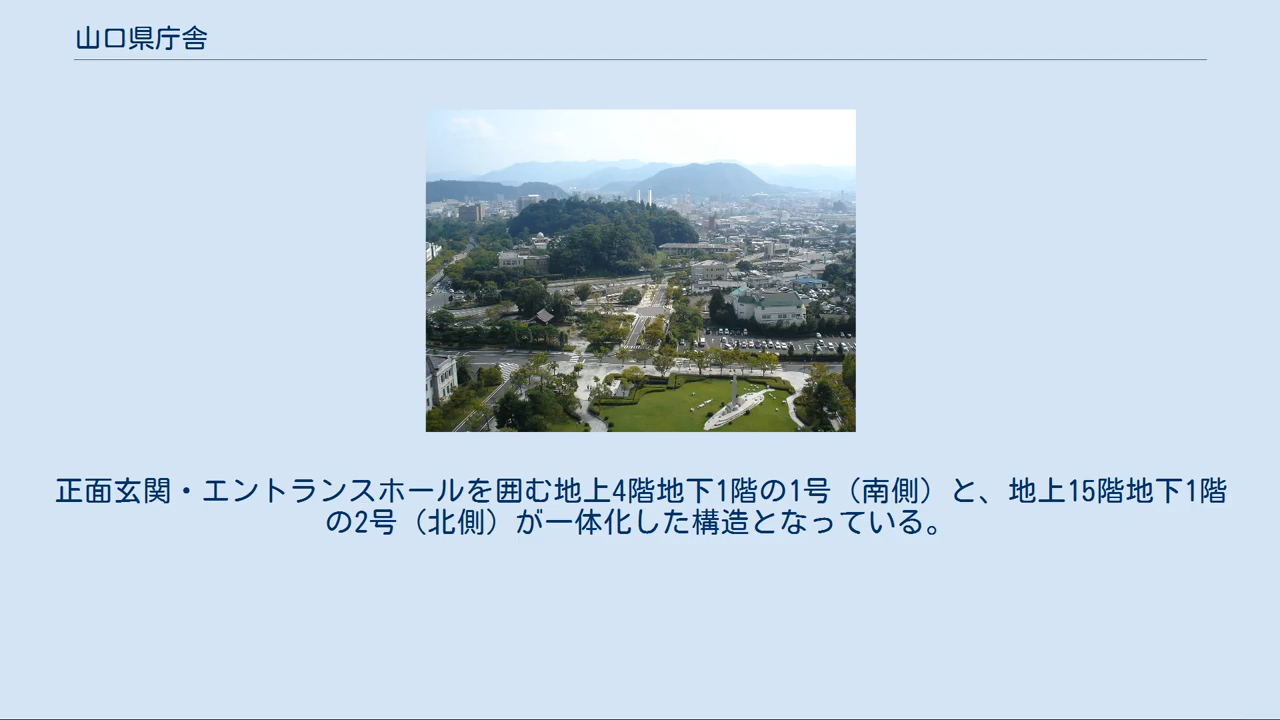 山口県庁舎
正面玄関・エントランスホールを囲む地上4階地下1階の1号（南側）と、地上15階地下1階
の2号（北側）が一体化した構造となっている。